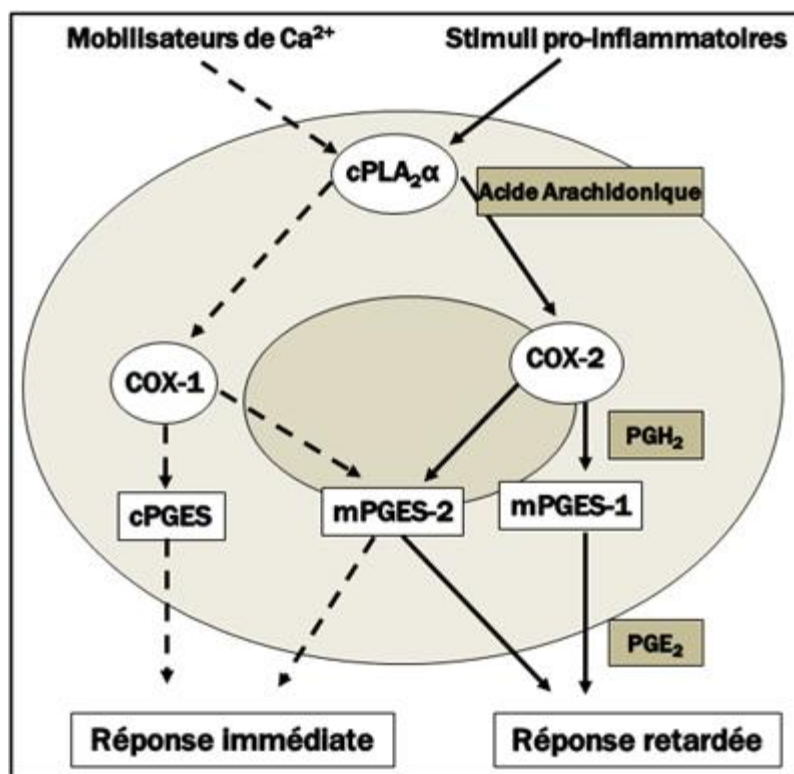 Mobilisateurs de Ca²⁺
Stimuli pro-inflammatoires
cPLA₂α
Acide Arachidonique
COX-1
COX-2
PGH₂
cPGES
mPGES-2
mPGES-1
PGE₂
Réponse immédiate
Réponse retardée